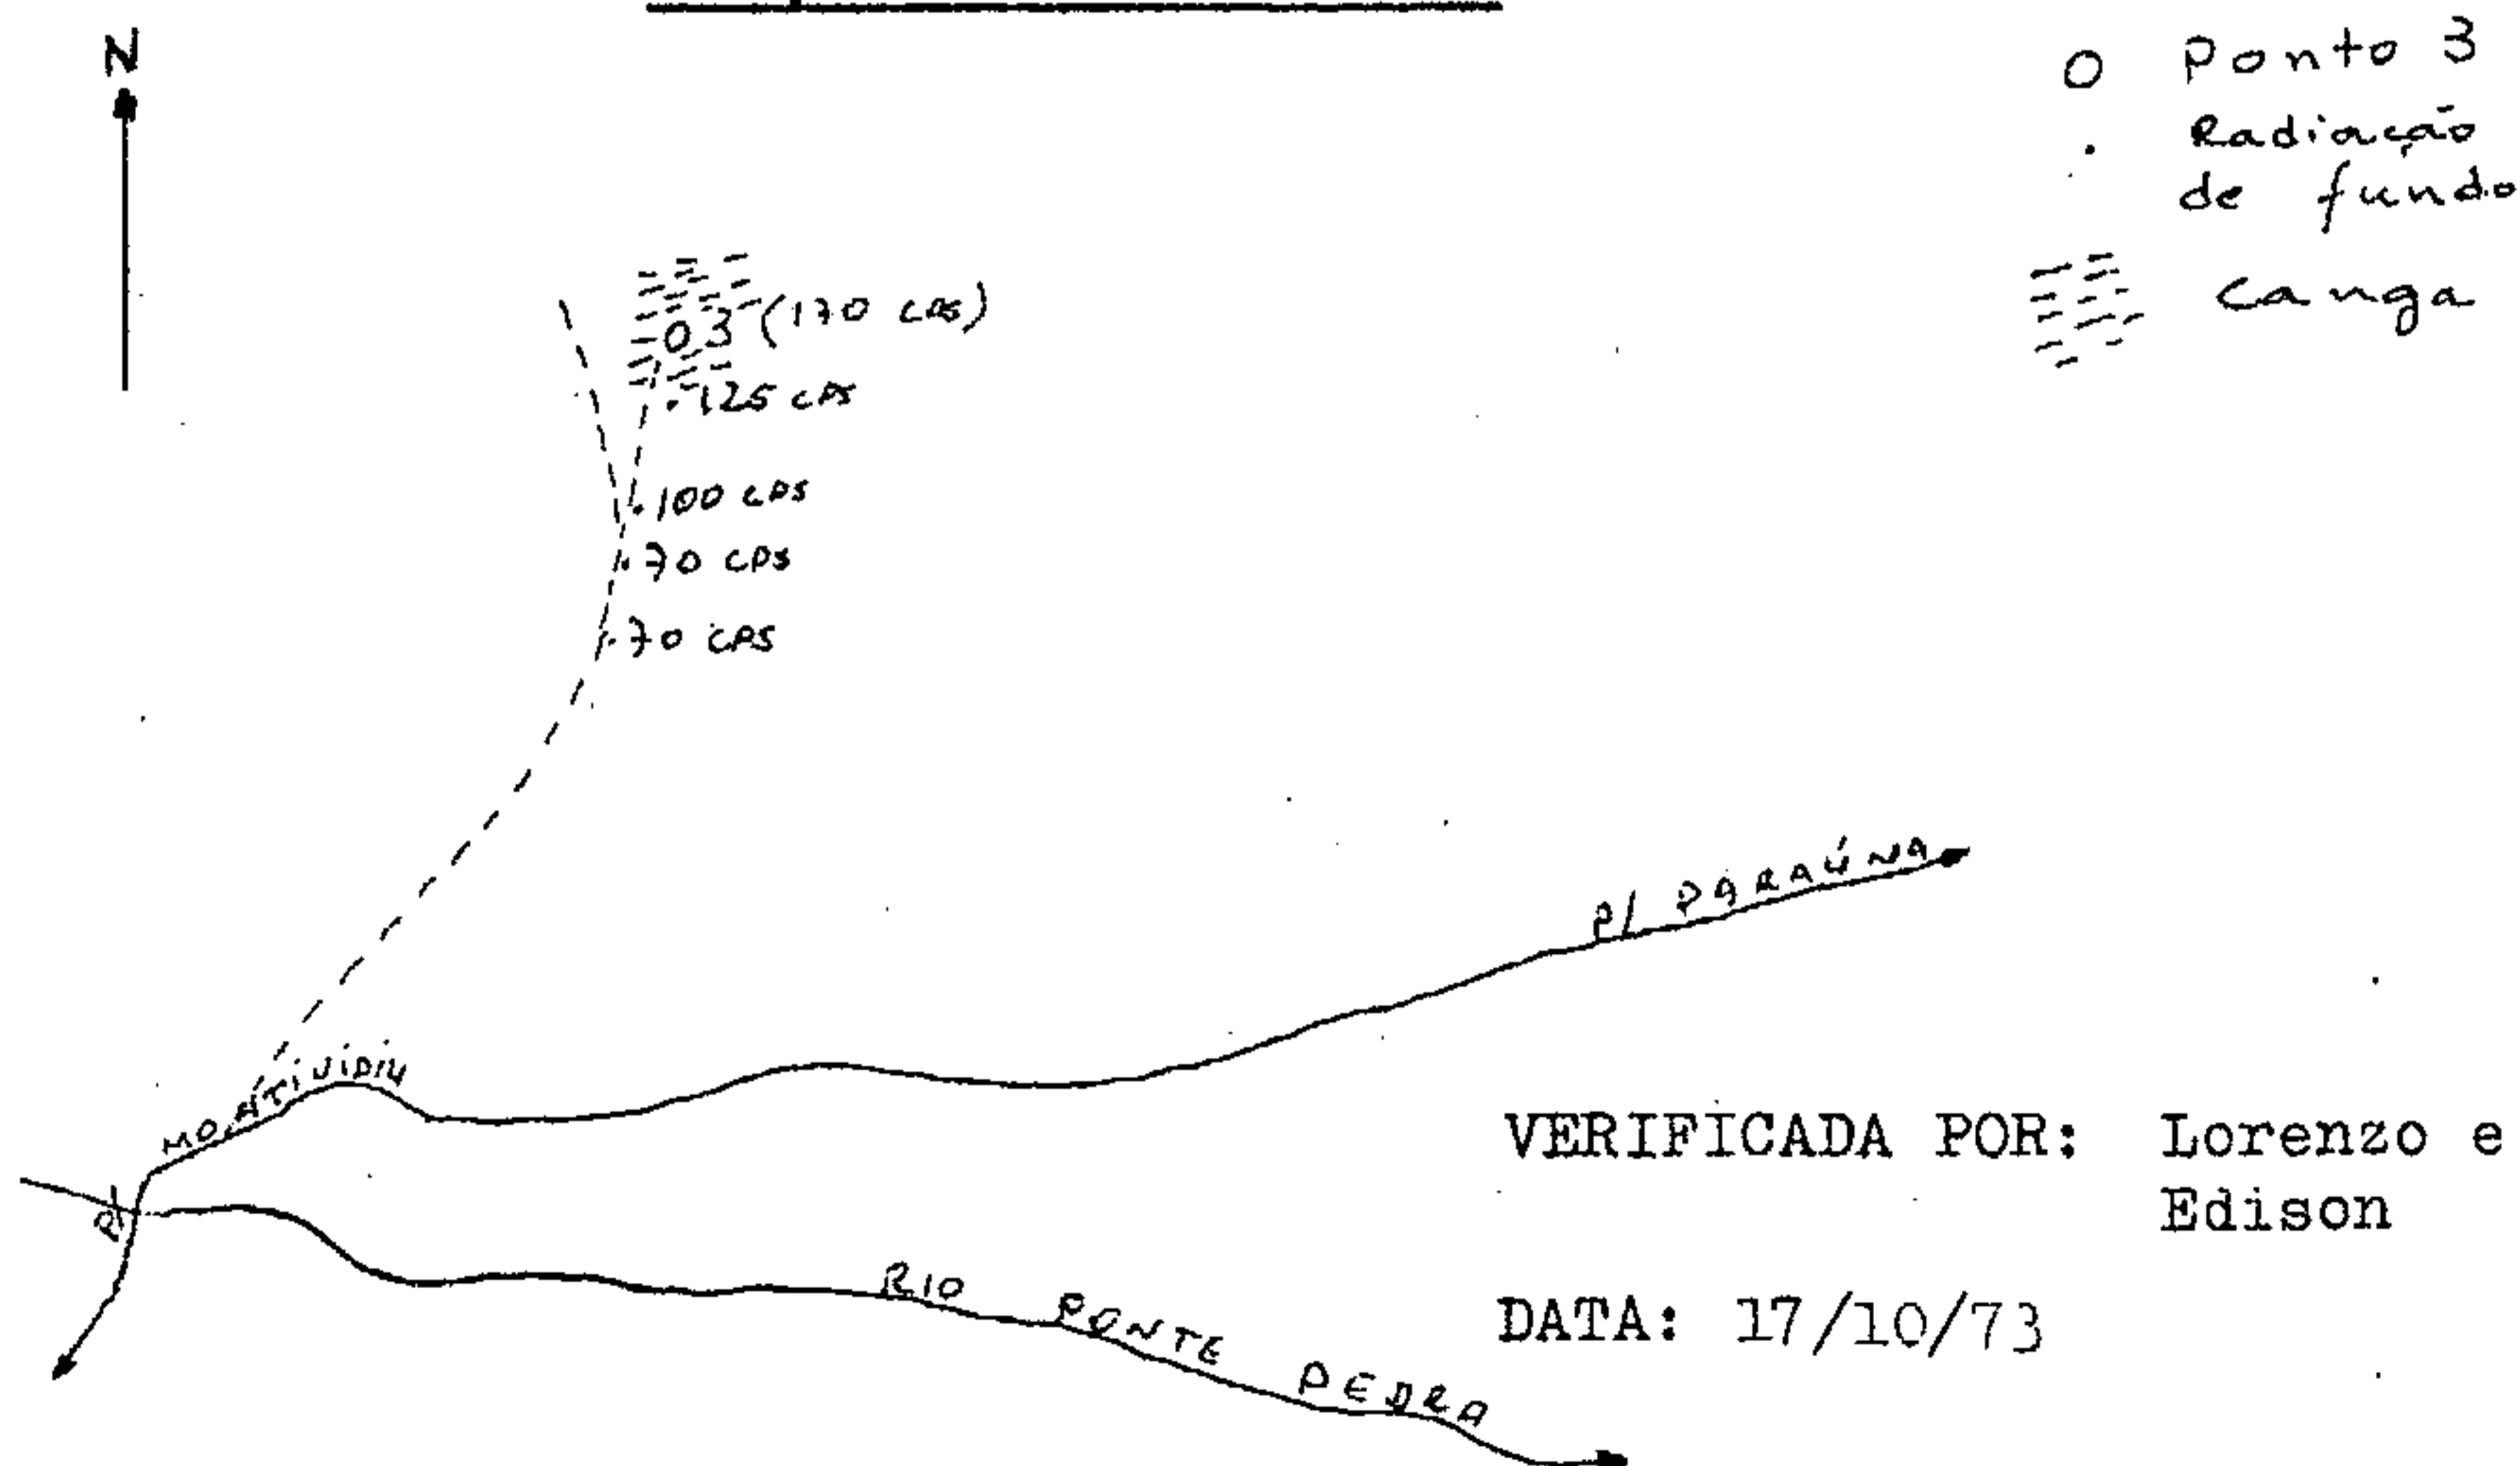 N
O Ponto 3
. Radiação
de fundo
Canga
O 3 (170 cps)
. 125 cps
. 100 cps
. 70 cps
. 70 cps
P/ PARAÚNA
P/ MONTIVIDIU
RIO PONTE PEDRA
VERIFICADA POR: Lorenzo e
Edison
DATA: 17/10/73